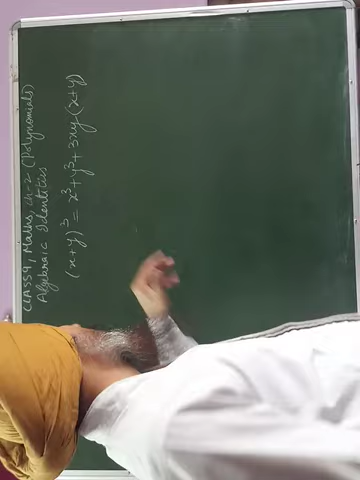 CLASS 9, Maths, Ch-2 (Polynomials)
Algebraic Identities
(x+y)³ = x³+y³+3xy(x+y)